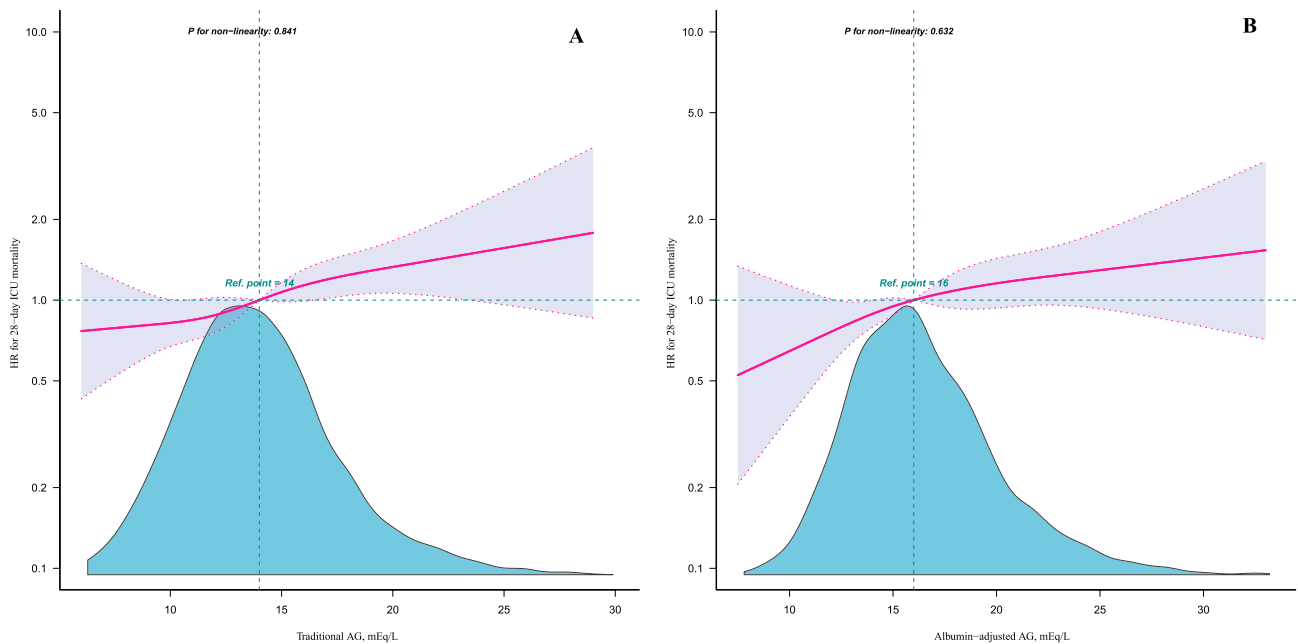 A
P for non−linearity: 0.841
10.0
5.0
2.0
1.0
0.5
0.2
0.1
HR for 28−day ICU mortality
Ref. point = 14
10
15
20
25
30
Traditional AG, mEq/L
B
P for non−linearity: 0.632
10.0
5.0
2.0
1.0
0.5
0.2
0.1
HR for 28−day ICU mortality
Ref. point = 16
10
15
20
25
30
Albumin−adjusted AG, mEq/L